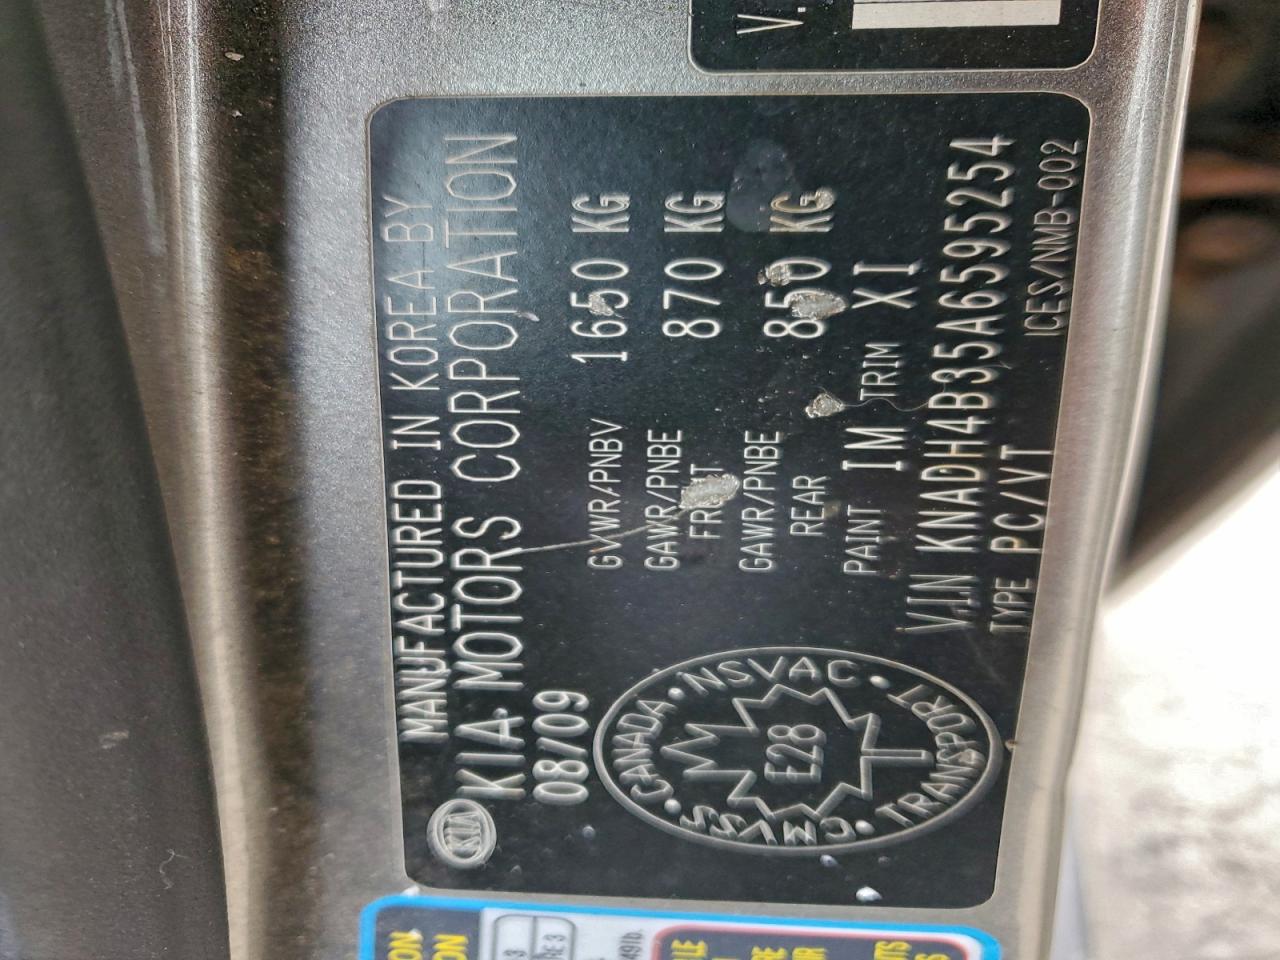 MANUFACTURED IN KOREA BY
KIA MOTORS CORPORATION
KIA
08/09
GVWR/PNBV 1650 KG
GAWR/PNBE 870 KG
FRONT
GAWR/PNBE 850 KG
REAR
PAINT IM TRIM XI
VIN KNADH4B35A6595254
TYPE PC/VT
ICES/NMB-002
CANADA • NSVAC • TRANSPORT • CMVSS •
E28
V.